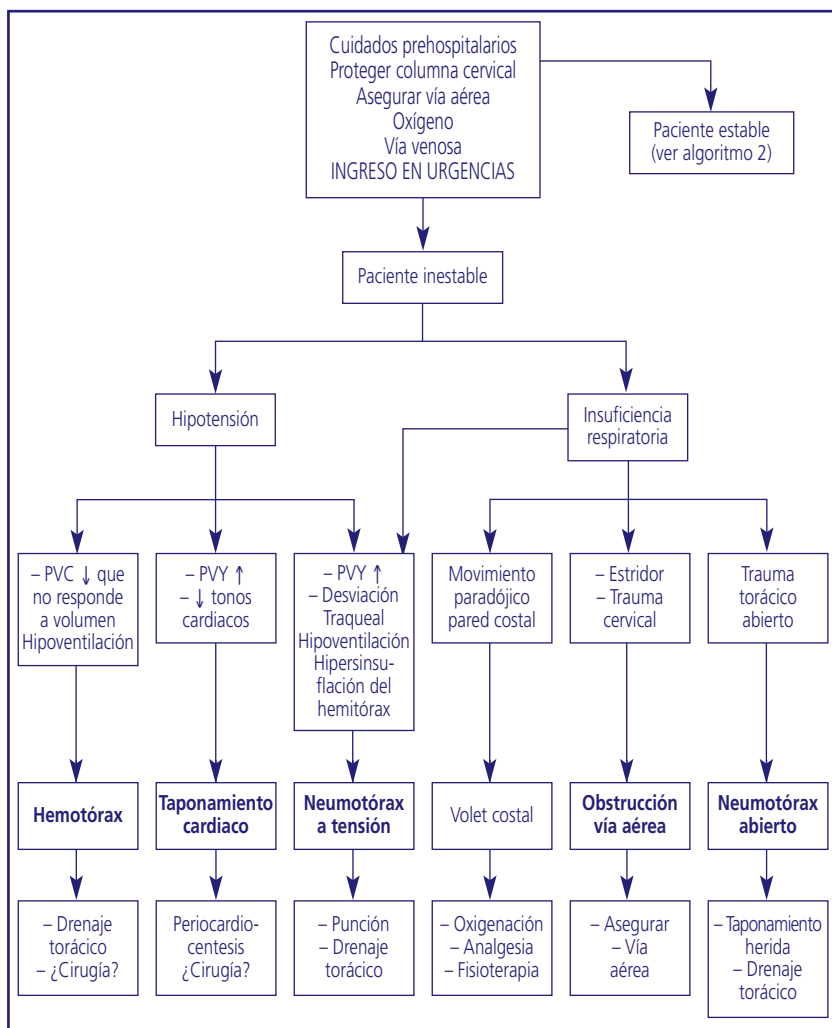 Cuidados prehospitalarios
Proteger columna cervical
Asegurar vía aérea
Oxígeno
Vía venosa
INGRESO EN URGENCIAS
Paciente estable
(ver algoritmo 2)
Paciente inestable
Hipotensión
Insuficiencia
respiratoria
– PVC ↓ que
no responde
a volumen
Hipoventilación
– PVY ↑
– ↓ tonos
cardiacos
– PVY ↑
– Desviación
Traqueal
Hipoventilación
Hipersinsu-
flación del
hemitórax
Movimiento
paradójico
pared costal
– Estridor
– Trauma
cervical
Trauma
torácico
abierto
Hemotórax
Taponamiento
cardiaco
Neumotórax
a tensión
Volet costal
Obstrucción
vía aérea
Neumotórax
abierto
– Drenaje
torácico
– ¿Cirugía?
Periocardio-
centesis
¿Cirugía?
– Punción
– Drenaje
torácico
– Oxigenación
– Analgesia
– Fisioterapia
– Asegurar
– Vía
aérea
– Taponamiento
herida
– Drenaje
torácico